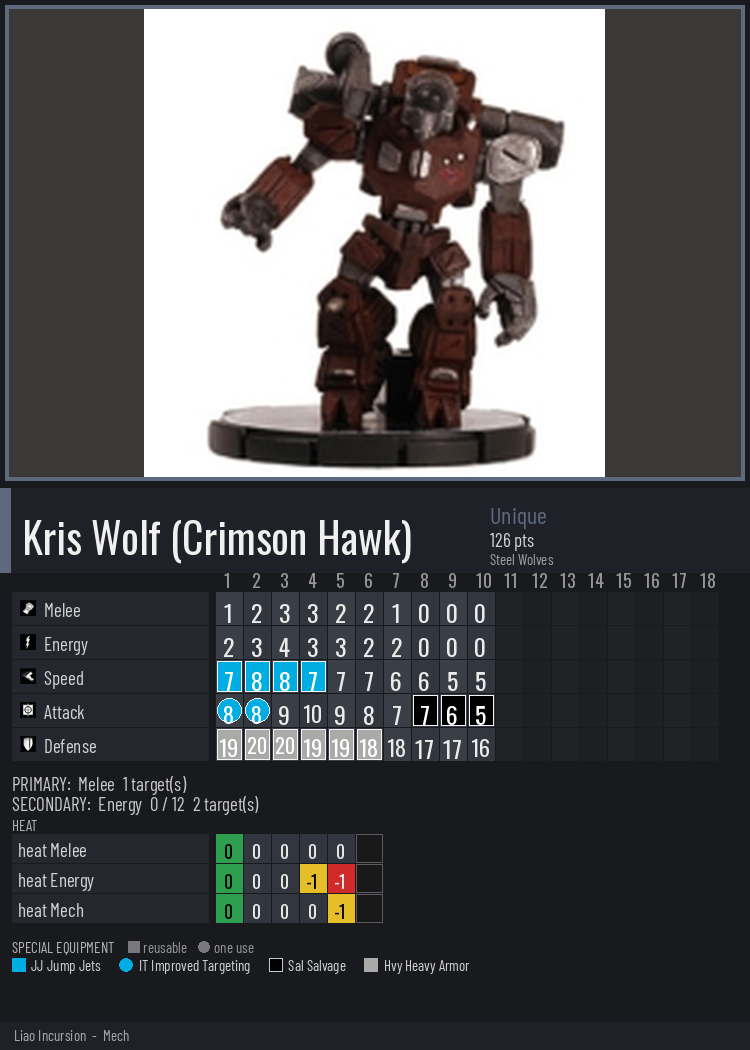 Kris Wolf (Crimson Hawk)
Unique
126 pts
Steel Wolves
1 2 3 4 5 6 7 8 9 10 11 12 13 14 15 16 17 18
Melee 1 2 3 3 2 2 1 0 0 0
Energy 2 3 4 3 3 2 2 0 0 0
Speed 7 8 8 7 7 7 6 6 5 5
Attack 8 8 9 10 9 8 7 7 6 5
Defense 19 20 20 19 19 18 18 17 17 16
PRIMARY: Melee 1 target(s)
SECONDARY: Energy 0 / 12 2 target(s)
HEAT
heat Melee 0 0 0 0 0
heat Energy 0 0 0 -1 -1
heat Mech 0 0 0 0 -1
SPECIAL EQUIPMENT reusable one use
JJ Jump Jets IT Improved Targeting Sal Salvage Hvy Heavy Armor
Liao Incursion - Mech